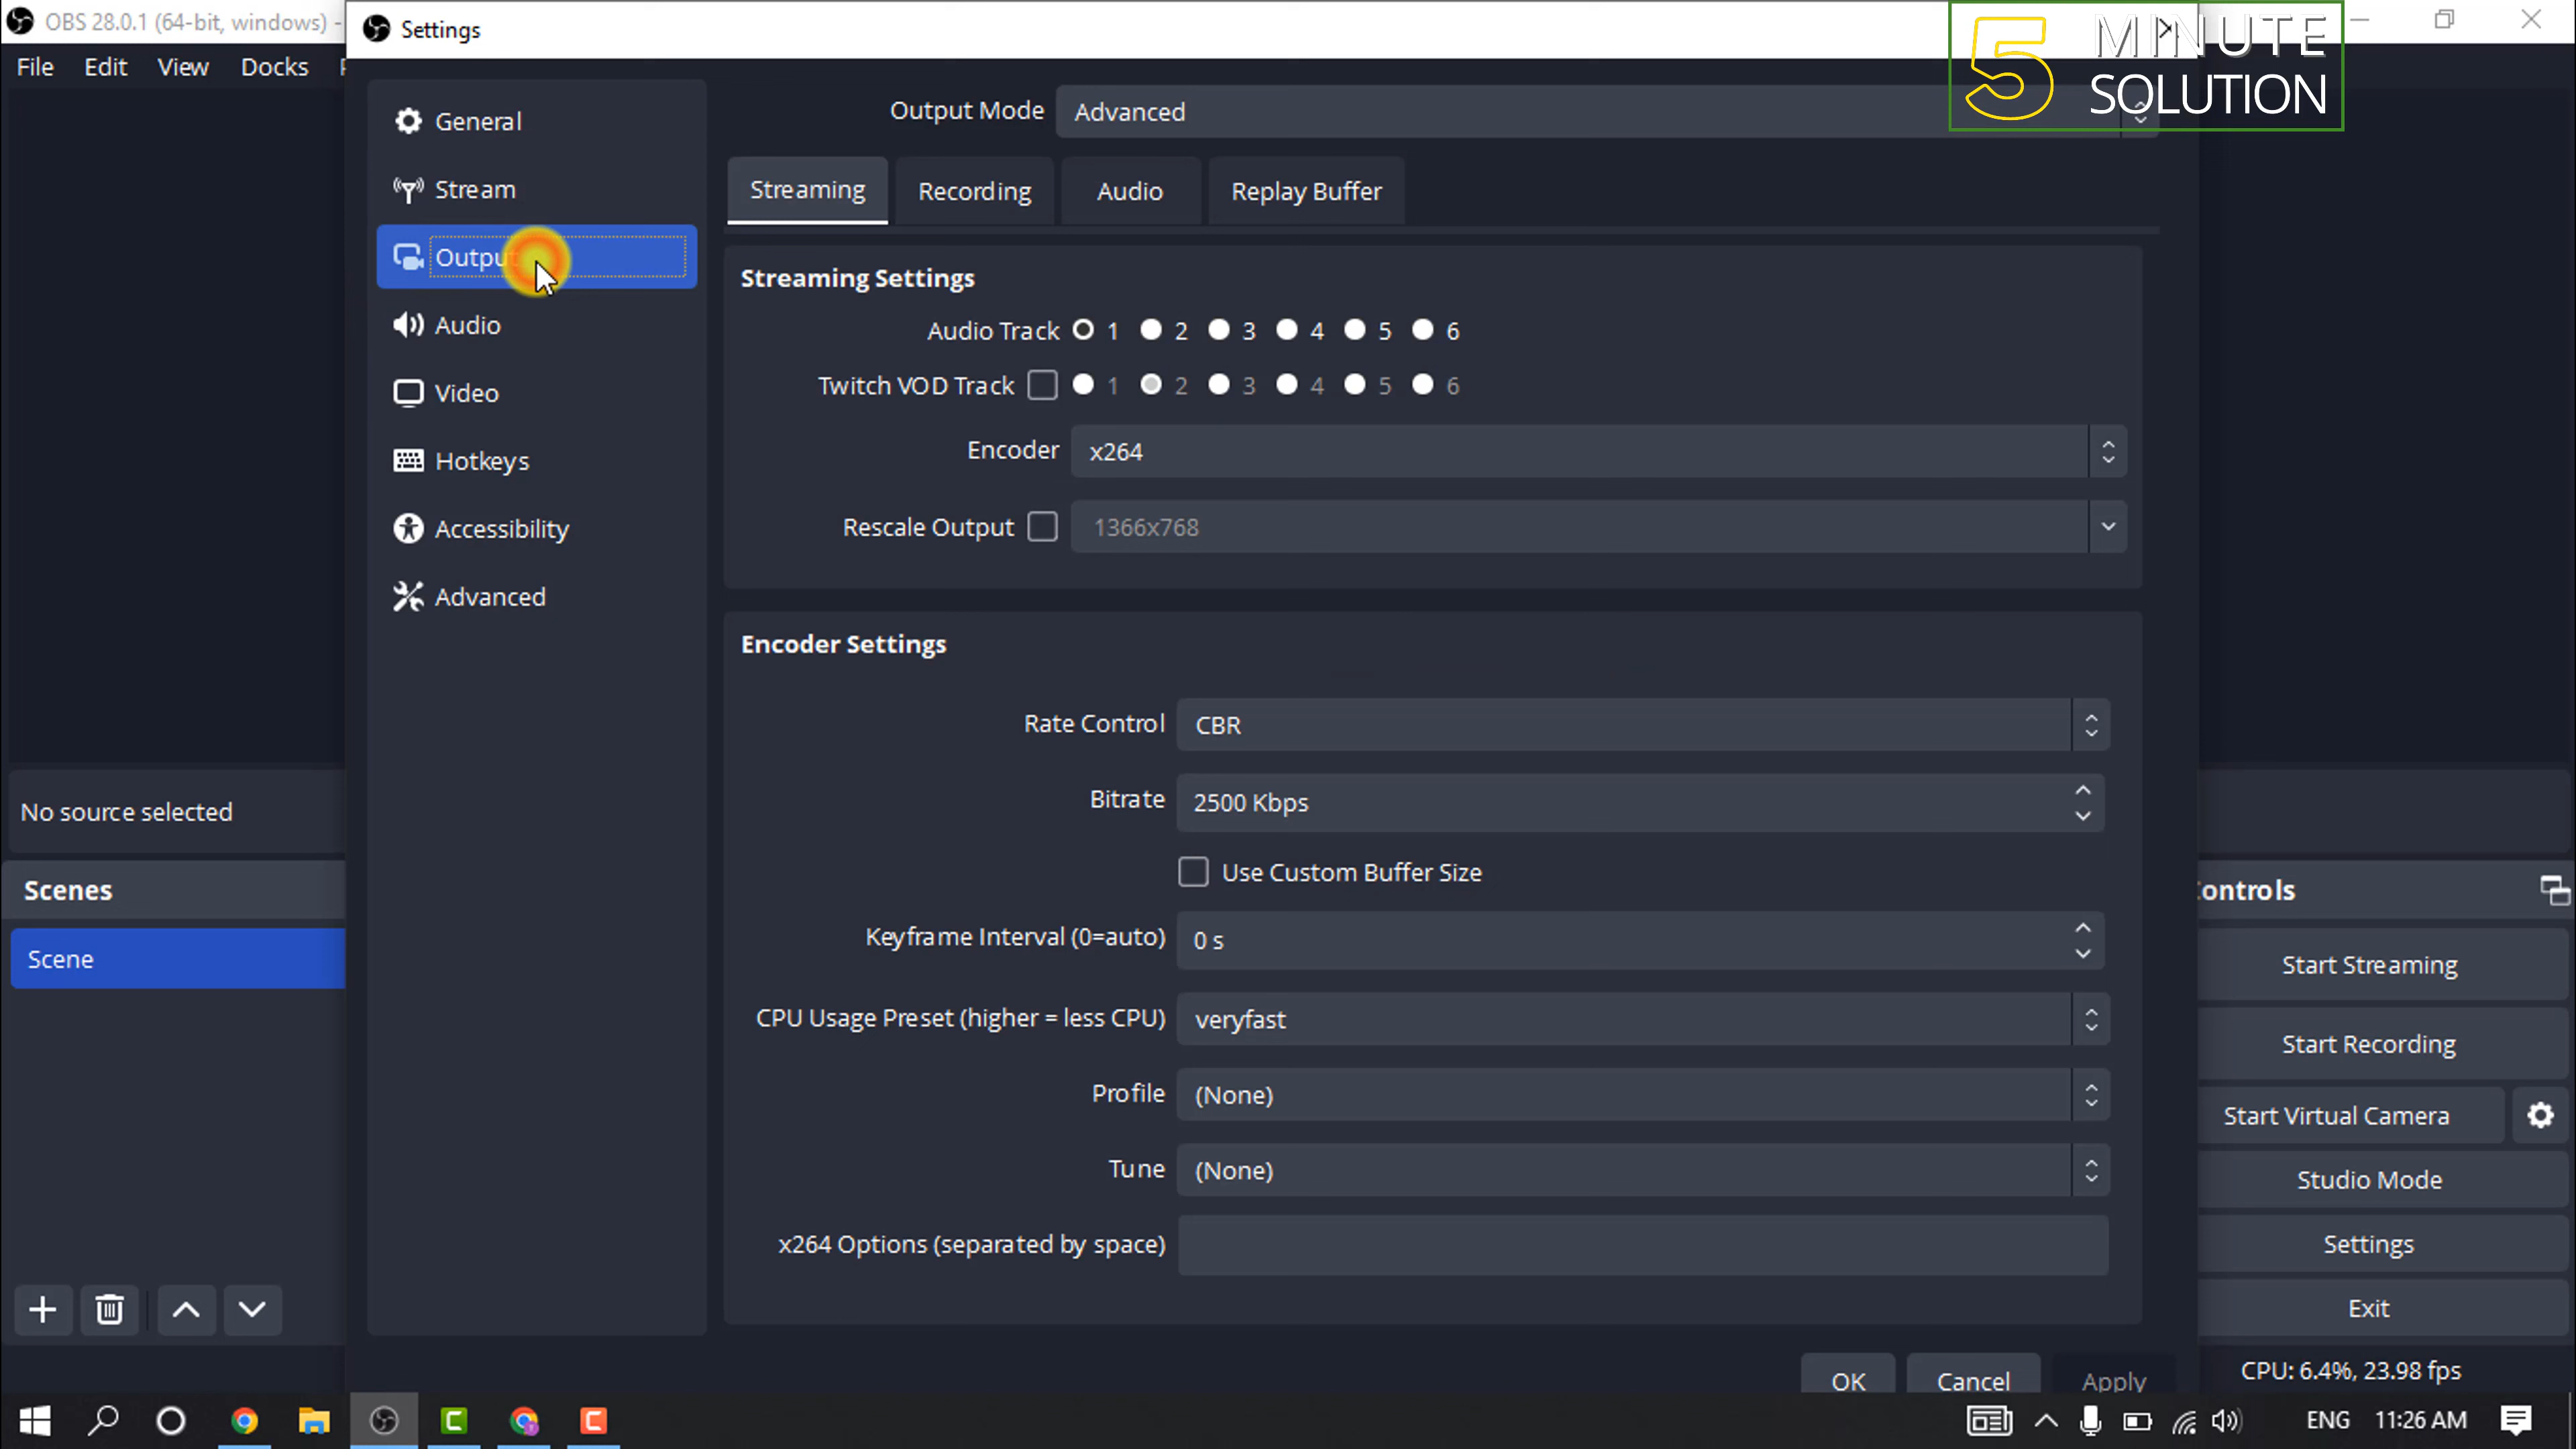 OBS 28.0.1 (64-bit, windows) -
Settings
5 MINUTE
SOLUTION
File Edit View Docks
General
Stream
Output
Audio
Video
Hotkeys
Accessibility
Advanced
Output Mode Advanced
Streaming Recording Audio Replay Buffer
Streaming Settings
Audio Track 1 2 3 4 5 6
Twitch VOD Track 1 2 3 4 5 6
Encoder x264
Rescale Output 1366x768
Encoder Settings
Rate Control CBR
Bitrate 2500 Kbps
Use Custom Buffer Size
Keyframe Interval (0=auto) 0 s
CPU Usage Preset (higher = less CPU) veryfast
Profile (None)
Tune (None)
x264 Options (separated by space)
OK Cancel Apply
No source selected
Scenes
Scene
ontrols
Start Streaming
Start Recording
Start Virtual Camera
Studio Mode
Settings
Exit
CPU: 6.4%, 23.98 fps
ENG 11:26 AM